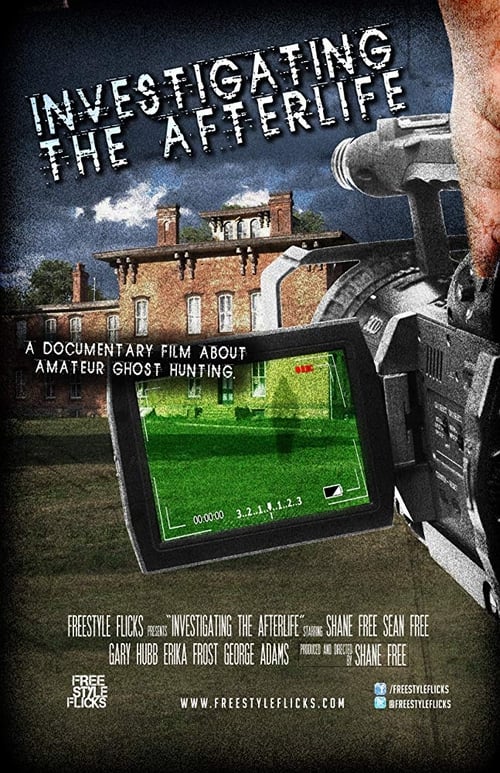 INVESTIGATING
THE AFTERLIFE
A DOCUMENTARY FILM ABOUT
AMATEUR GHOST HUNTING.
REC
00:00:00 3..2..1..M..1..2..3
FREESTYLE FLICKS PRESENTS "INVESTIGATING THE AFTERLIFE" STARRING SHANE FREE SEAN FREE
GARY HUBB ERIKA FROST GEORGE ADAMS PRODUCED AND DIRECTED BY SHANE FREE
FREE
STYLE
FLICKS
WWW.FREESTYLEFLICKS.COM
/FREESTYLEFLICKS
@FREESTYLEFLICKS